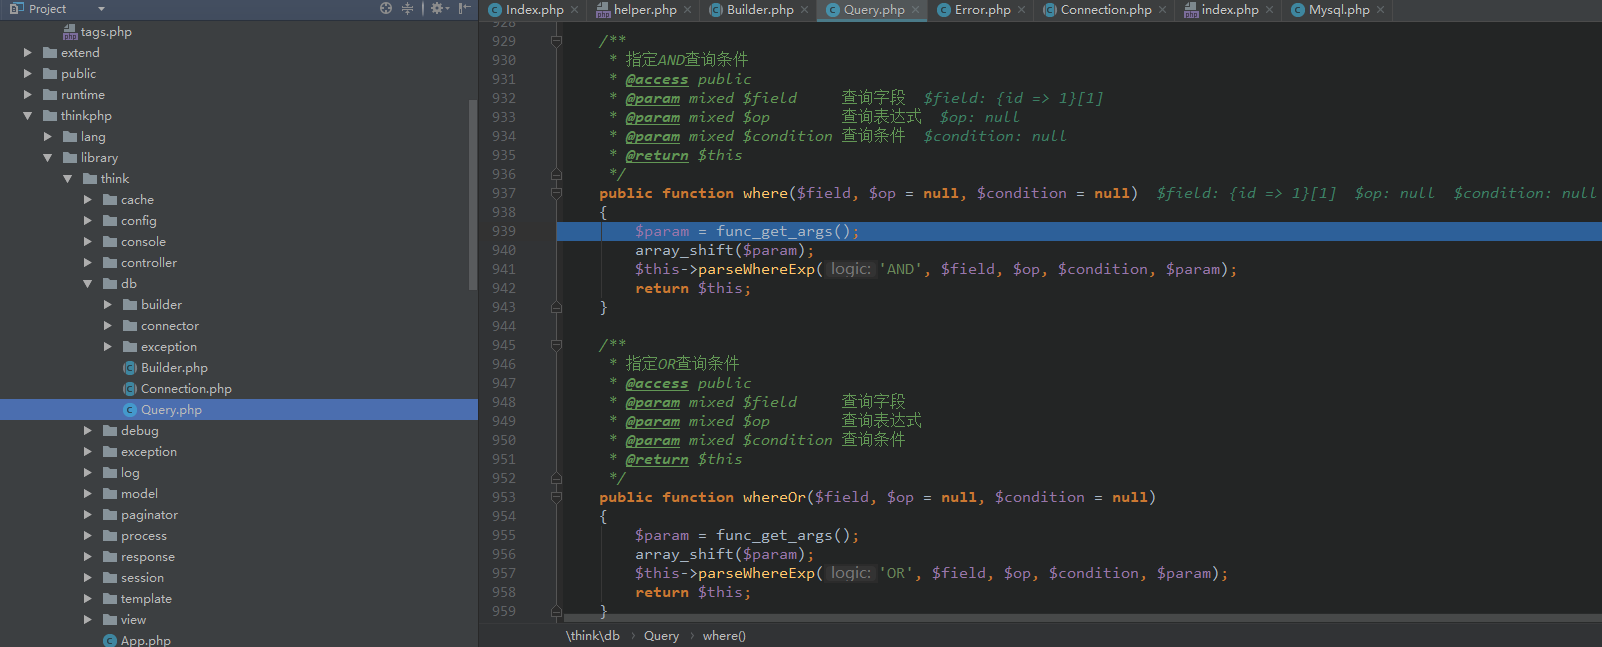 Project
Index.php
helper.php
Builder.php
Query.php
Error.php
Connection.php
index.php
Mysql.php
tags.php
extend
public
runtime
thinkphp
lang
library
think
cache
config
console
controller
db
builder
connector
exception
Builder.php
Connection.php
Query.php
debug
exception
log
model
paginator
process
response
session
template
view
App.php
928
929 /**
930 * 指定AND查询条件
931 * @access public
932 * @param mixed $field 查询字段 $field: {id => 1}[1]
933 * @param mixed $op 查询表达式 $op: null
934 * @param mixed $condition 查询条件 $condition: null
935 * @return $this
936 */
937 public function where($field, $op = null, $condition = null) $field: {id => 1}[1] $op: null $condition: null
938 {
939 $param = func_get_args();
940 array_shift($param);
941 $this->parseWhereExp( logic: 'AND', $field, $op, $condition, $param);
942 return $this;
943 }
944
945 /**
946 * 指定OR查询条件
947 * @access public
948 * @param mixed $field 查询字段
949 * @param mixed $op 查询表达式
950 * @param mixed $condition 查询条件
951 * @return $this
952 */
953 public function whereOr($field, $op = null, $condition = null)
954 {
955 $param = func_get_args();
956 array_shift($param);
957 $this->parseWhereExp( logic: 'OR', $field, $op, $condition, $param);
958 return $this;
959 }
\think\db › Query › where()